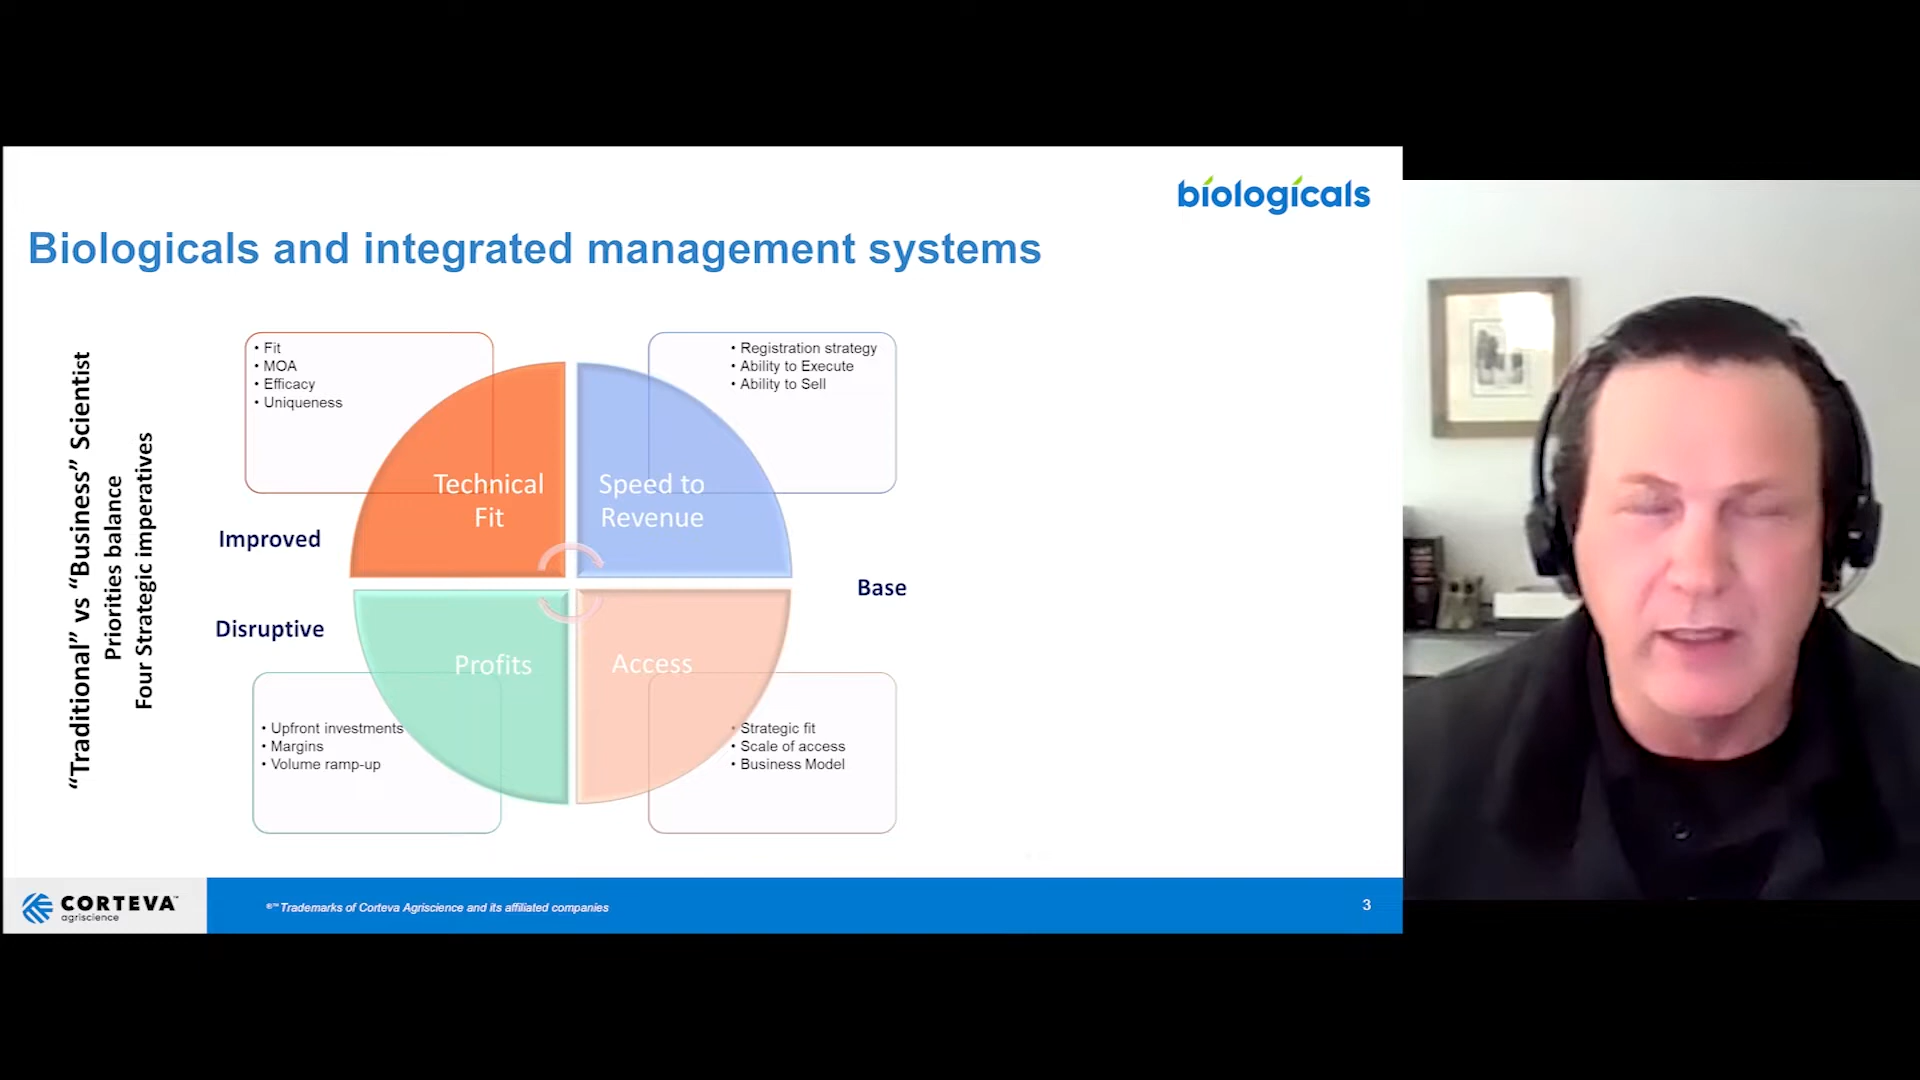 biologicals
Biologicals and integrated management systems
“Traditional” vs “Business” Scientist
Priorities balance
Four Strategic imperatives
• Fit
• MOA
• Efficacy
• Uniqueness
• Registration strategy
• Ability to Execute
• Ability to Sell
Technical
Fit
Speed to
Revenue
Improved
Base
Disruptive
Profits
Access
• Upfront investments
• Margins
• Volume ramp-up
• Strategic fit
• Scale of access
• Business Model
CORTEVA™
agriscience
®™ Trademarks of Corteva Agriscience and its affiliated companies
3